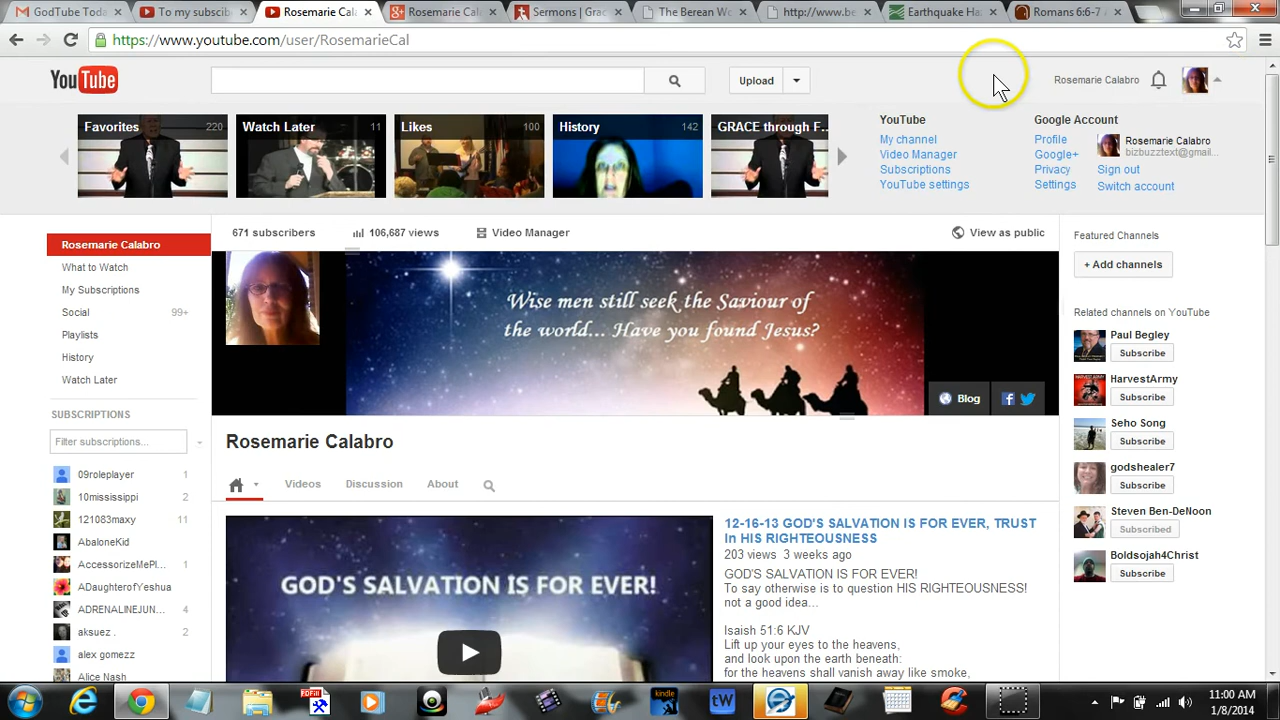 GodTube Toda
To my subscib
Rosemarie Cal
Rosemarie Cal
Sermons | Grac
The Berean Wo
http://www.be
Earthquake Ha
Romans 6:6-7
https://www.youtube.com/user/RosemarieCal
YouTube
Upload
Rosemarie Calabro
Favorites 220
Watch Later 11
Likes 100
History 142
GRACE through F...
YouTube
My channel
Video Manager
Subscriptions
YouTube settings
Google Account
Profile
Google+
Privacy
Settings
Rosemarie Calabro
bizbuzztext@gmail...
Sign out
Switch account
671 subscribers
106,687 views
Video Manager
View as public
Rosemarie Calabro
What to Watch
My Subscriptions
Social 99+
Playlists
History
Watch Later
SUBSCRIPTIONS
Filter subscriptions...
09roleplayer 1
10mississippi 2
121083maxy 11
AbaloneKid
AccessorizeMePl... 1
ADaughterofYeshua
ADRENALINEJUN... 4
aksuez . 2
alex gomezz
Alice Nash
Wise men still seek the Saviour of
the world... Have you found Jesus?
Blog
Rosemarie Calabro
Videos
Discussion
About
GOD'S SALVATION IS FOR EVER!
12-16-13 GOD'S SALVATION IS FOR EVER, TRUST
In HIS RIGHTEOUSNESS
203 views 3 weeks ago
GOD'S SALVATION IS FOR EVER!
To say otherwise is to question HIS RIGHTEOUSNESS!
not a good idea...
Isaish 51:6 KJV
Lift up your eyes to the heavens,
and look upon the earth beneath:
for the heavens shall vanish away like smoke,
Featured Channels
+ Add channels
Related channels on YouTube
Paul Begley
Subscribe
HarvestArmy
Subscribe
Seho Song
Subscribe
godshealer7
Subscribe
Steven Ben-DeNoon
Subscribed
Boldsojah4Christ
Subscribe
PDFill
kindle
tW
11:00 AM
1/8/2014